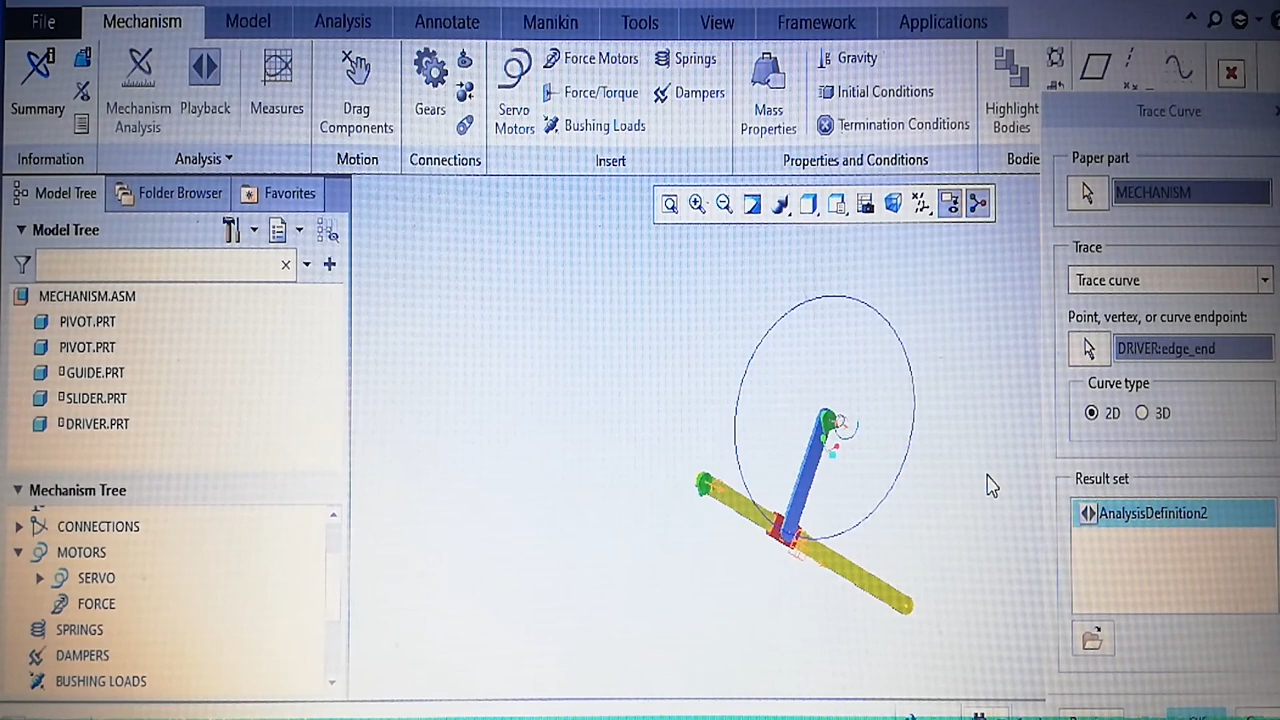 File Mechanism Model Analysis Annotate Manikin Tools View Framework Applications
Summary
Mechanism Analysis
Playback
Measures
Drag Components
Gears
Servo Motors
Force Motors
Force/Torque
Bushing Loads
Springs
Dampers
Mass Properties
Gravity
Initial Conditions
Termination Conditions
Highlight Bodies
Information Analysis Motion Connections Insert Properties and Conditions Bodie
Model Tree Folder Browser Favorites
Model Tree
MECHANISM.ASM
PIVOT.PRT
PIVOT.PRT
GUIDE.PRT
SLIDER.PRT
DRIVER.PRT
Mechanism Tree
CONNECTIONS
MOTORS
SERVO
FORCE
SPRINGS
DAMPERS
BUSHING LOADS
Trace Curve
Paper part
MECHANISM
Trace
Trace curve
Point, vertex, or curve endpoint:
DRIVER:edge_end
Curve type
2D 3D
Result set
AnalysisDefinition2